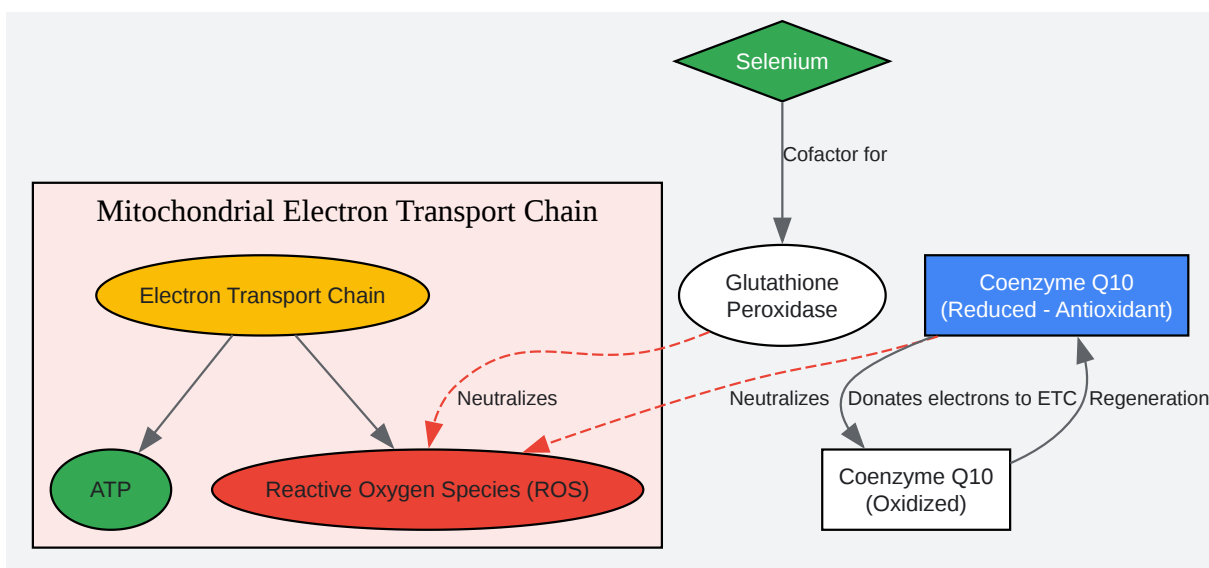 Selenium
Cofactor for
Mitochondrial Electron Transport Chain
Electron Transport Chain
Glutathione
Peroxidase
Coenzyme Q10
(Reduced - Antioxidant)
Neutralizes
Neutralizes
Donates electrons to ETC
Regeneration
ATP
Reactive Oxygen Species (ROS)
Coenzyme Q10
(Oxidized)